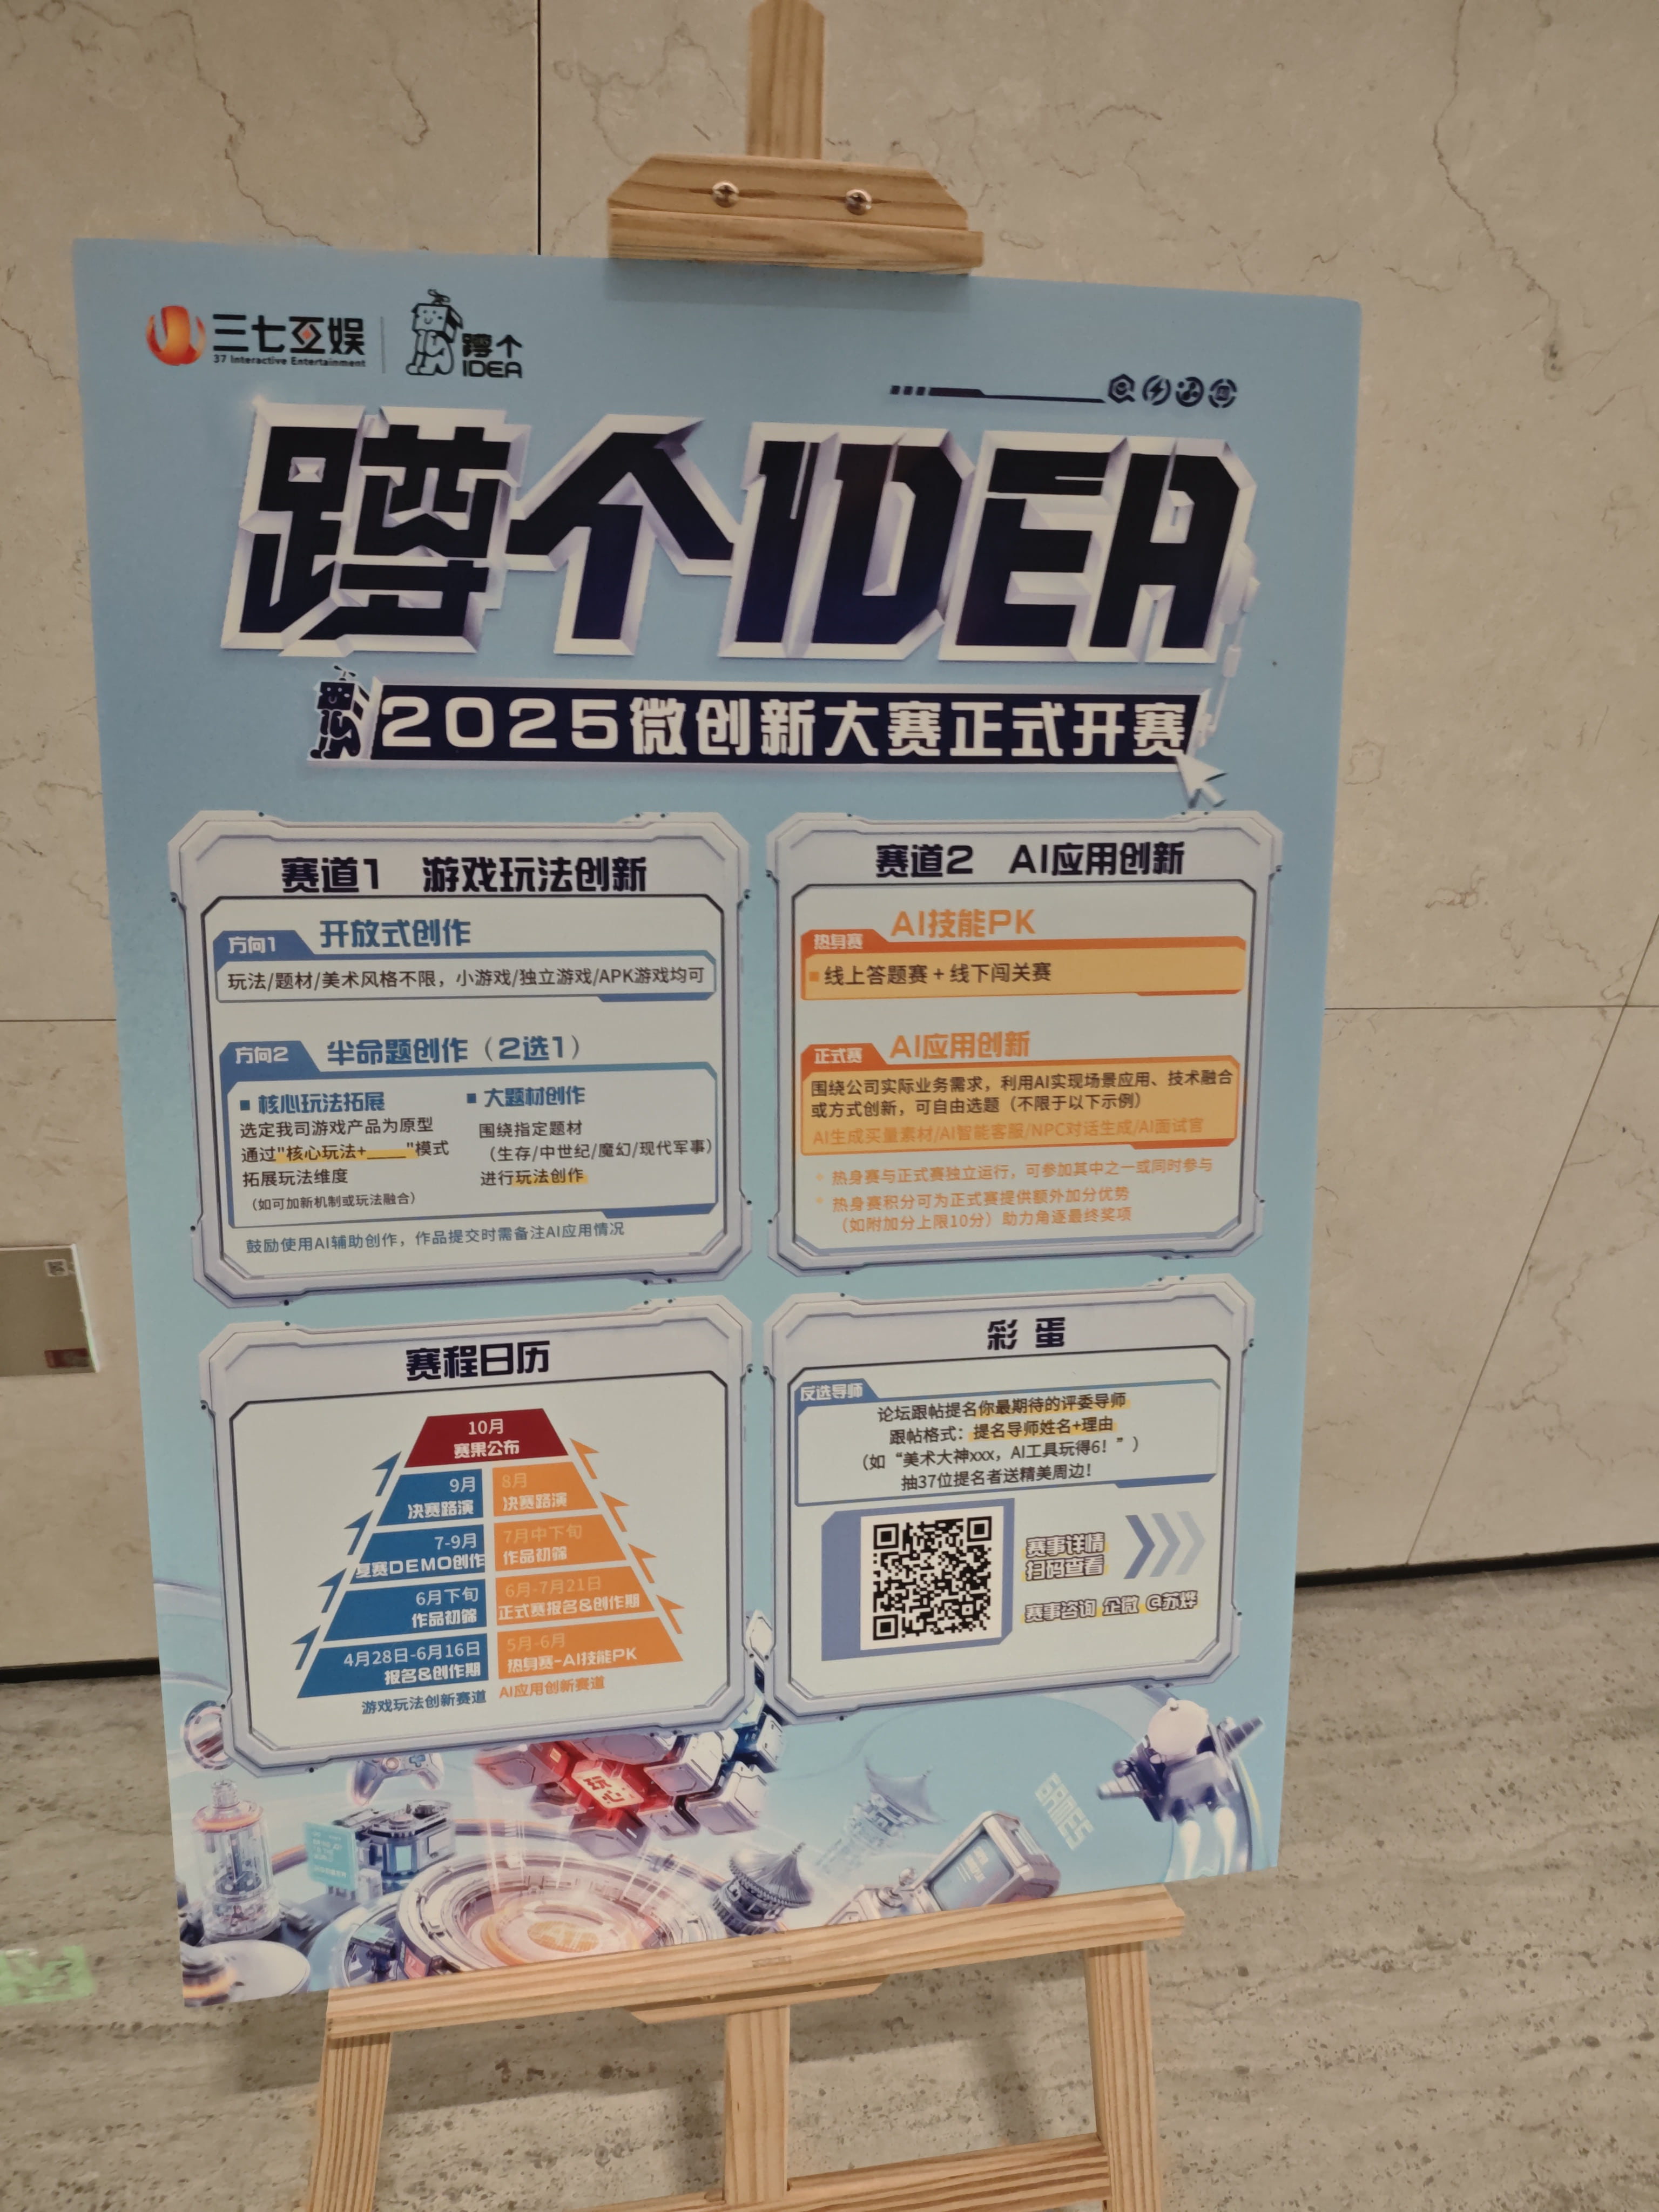 三七互娱
37 Interactive Entertainment
蹲个
IDEA
蹲个IDEA
2025微创新大赛正式开赛
赛道1 游戏玩法创新
方向1 开放式创作
玩法/题材/美术风格不限，小游戏/独立游戏/APK游戏均可
方向2 半命题创作（2选1）
■ 核心玩法拓展
选定我司游戏产品为原型
通过"核心玩法+____"模式
拓展玩法维度
（如可加新机制或玩法融合）
■ 大题材创作
围绕指定题材
（生存/中世纪/魔幻/现代军事）
进行玩法创作
鼓励使用AI辅助创作，作品提交时需备注AI应用情况
赛道2 AI应用创新
热身赛 AI技能PK
■ 线上答题赛 + 线下闯关赛
正式赛 AI应用创新
围绕公司实际业务需求，利用AI实现场景应用、技术融合
或方式创新，可自由选题（不限于以下示例）
AI生成买量素材/AI智能客服/NPC对话生成/AI面试官
* 热身赛与正式赛独立运行，可参加其中之一或同时参与
* 热身赛积分可为正式赛提供额外加分优势
（如附加分上限10分）助力角逐最终奖项
赛程日历
10月
赛果公布
9月
决赛路演
7-9月
复赛DEMO创作
6月下旬
作品初筛
4月28日-6月16日
报名&创作期
游戏玩法创新赛道
8月
决赛路演
7月中下旬
作品初筛
6月-7月21日
正式赛报名&创作期
5月-6月
热身赛-AI技能PK
AI应用创新赛道
彩蛋
反选导师
论坛跟帖提名你最期待的评委导师
跟帖格式：提名导师姓名+理由
（如“美术大神xxx，AI工具玩得6！”）
抽37位提名者送精美周边！
赛事详情
扫码查看
赛事咨询 企微 @苏烨
玩
心
GAMES